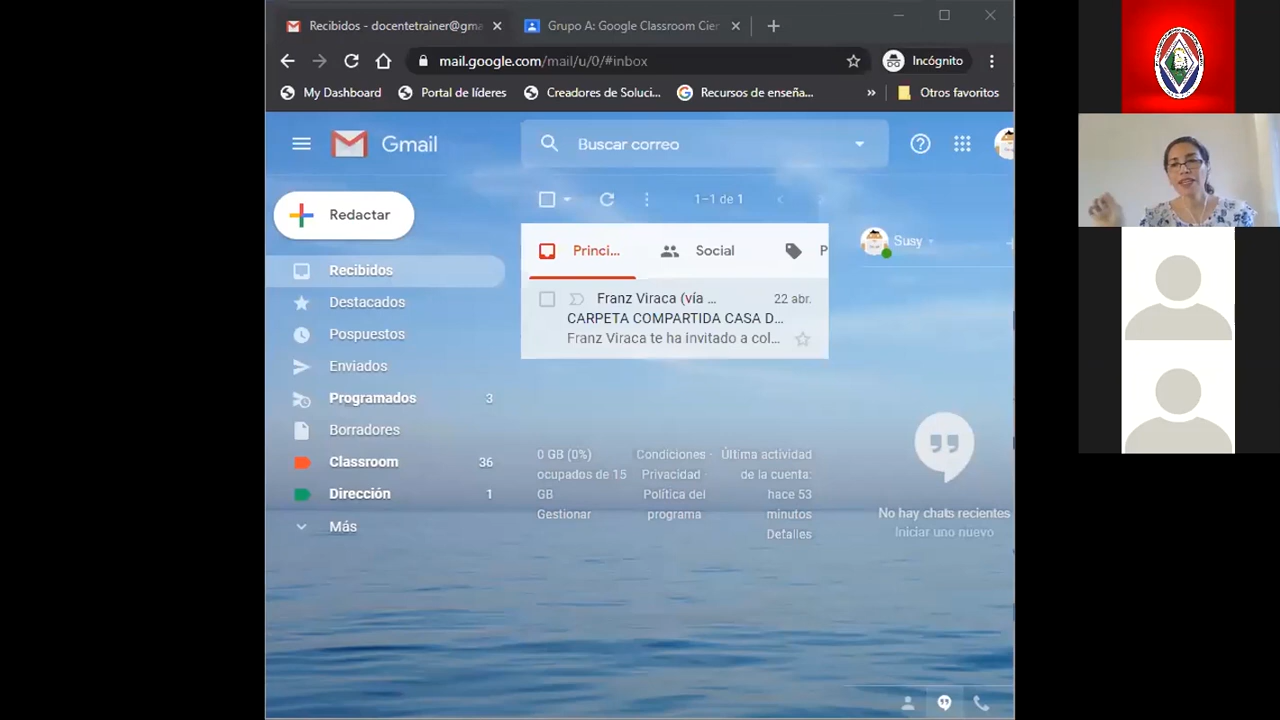 Recibidos - docentetrainer@gma
Grupo A: Google Classroom Cier
mail.google.com/mail/u/0/#inbox
Incógnito
My Dashboard
Portal de líderes
Creadores de Soluci...
Recursos de enseña...
»
Otros favoritos
Gmail
Buscar correo
Redactar
1–1 de 1
Princi...
Social
P
Susy
Recibidos
Destacados
Pospuestos
Enviados
Programados 3
Borradores
Classroom 36
Dirección 1
Más
Franz Viraca (vía ... 22 abr.
CARPETA COMPARTIDA CASA D...
Franz Viraca te ha invitado a col...
0 GB (0%)
ocupados de 15
GB
Gestionar
Condiciones ·
Privacidad ·
Política del
programa
Última actividad
de la cuenta:
hace 53
minutos
Detalles
No hay chats recientes
Iniciar uno nuevo